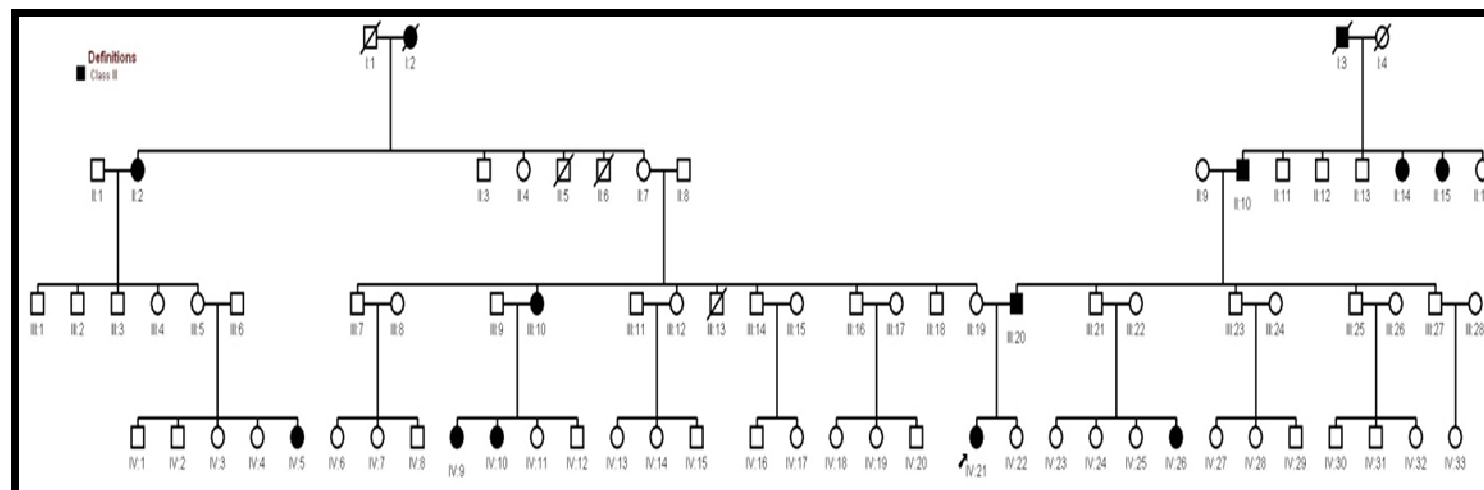 Definitions
Class III
I:1 I:2 I:3 I:4
II:1 II:2 II:3 II:4 II:5 II:6 II:7 II:8 II:9 II:10 II:11 II:12 II:13 II:14 II:15 II:1
III:1 III:2 III:3 III:4 III:5 III:6 III:7 III:8 III:9 III:10 III:11 III:12 III:13 III:14 III:15 III:16 III:17 III:18 III:19 III:20 III:21 III:22 III:23 III:24 III:25 III:26 III:27 III:28
IV:1 IV:2 IV:3 IV:4 IV:5 IV:6 IV:7 IV:8 IV:9 IV:10 IV:11 IV:12 IV:13 IV:14 IV:15 IV:16 IV:17 IV:18 IV:19 IV:20 IV:21 IV:22 IV:23 IV:24 IV:25 IV:26 IV:27 IV:28 IV:29 IV:30 IV:31 IV:32 IV:33